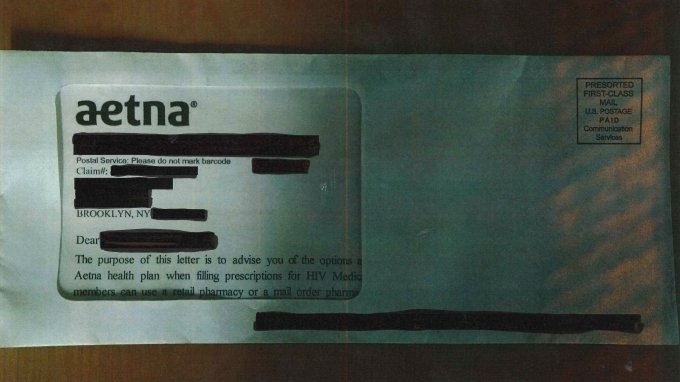 aetna®
PRESORTED
FIRST-CLASS
MAIL
U.S. POSTAGE
PAID
Communication
Services
Postal Service: Please do not mark barcode
Claim#:
BROOKLYN, NY
Dear
The purpose of this letter is to advise you of the options
Aetna health plan when filling prescriptions for HIV
members can use a retail pharmacy or a mail order